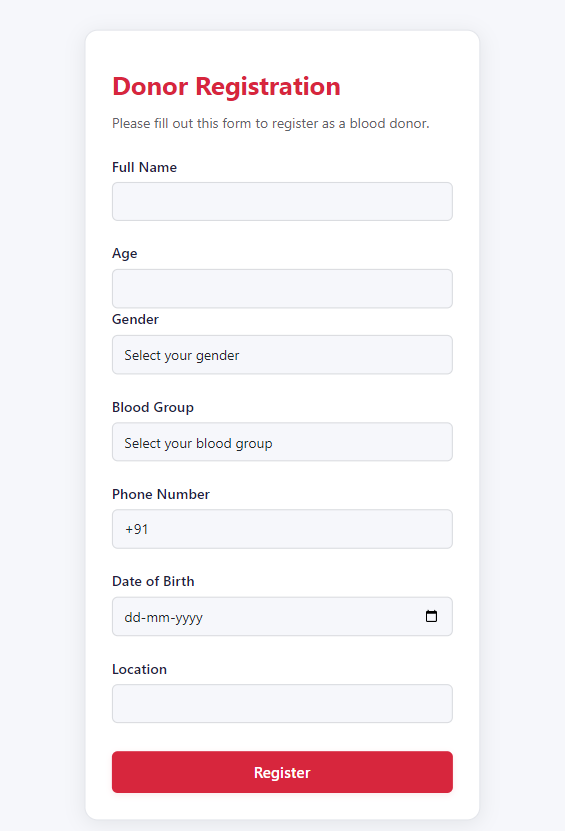 Donor Registration
Please fill out this form to register as a blood donor.
Full Name
Age
Gender
Select your gender
Blood Group
Select your blood group
Phone Number
+91
Date of Birth
dd-mm-yyyy
Location
Register